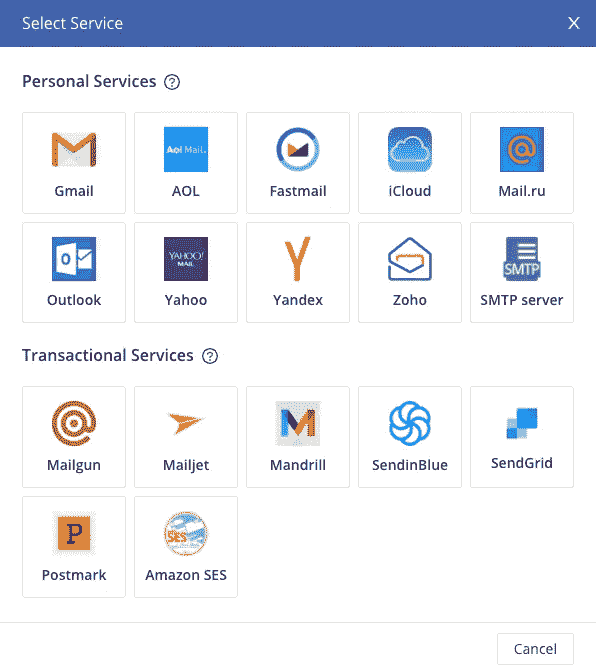 Select Service X
Personal Services ?
Aol Mail.
Gmail AOL Fastmail iCloud Mail.ru
YAHOO!
MAIL
SMTP
Outlook Yahoo Yandex Zoho SMTP server
Transactional Services ?
Mailgun Mailjet Mandrill SendinBlue SendGrid
P SES
Postmark Amazon SES
Cancel